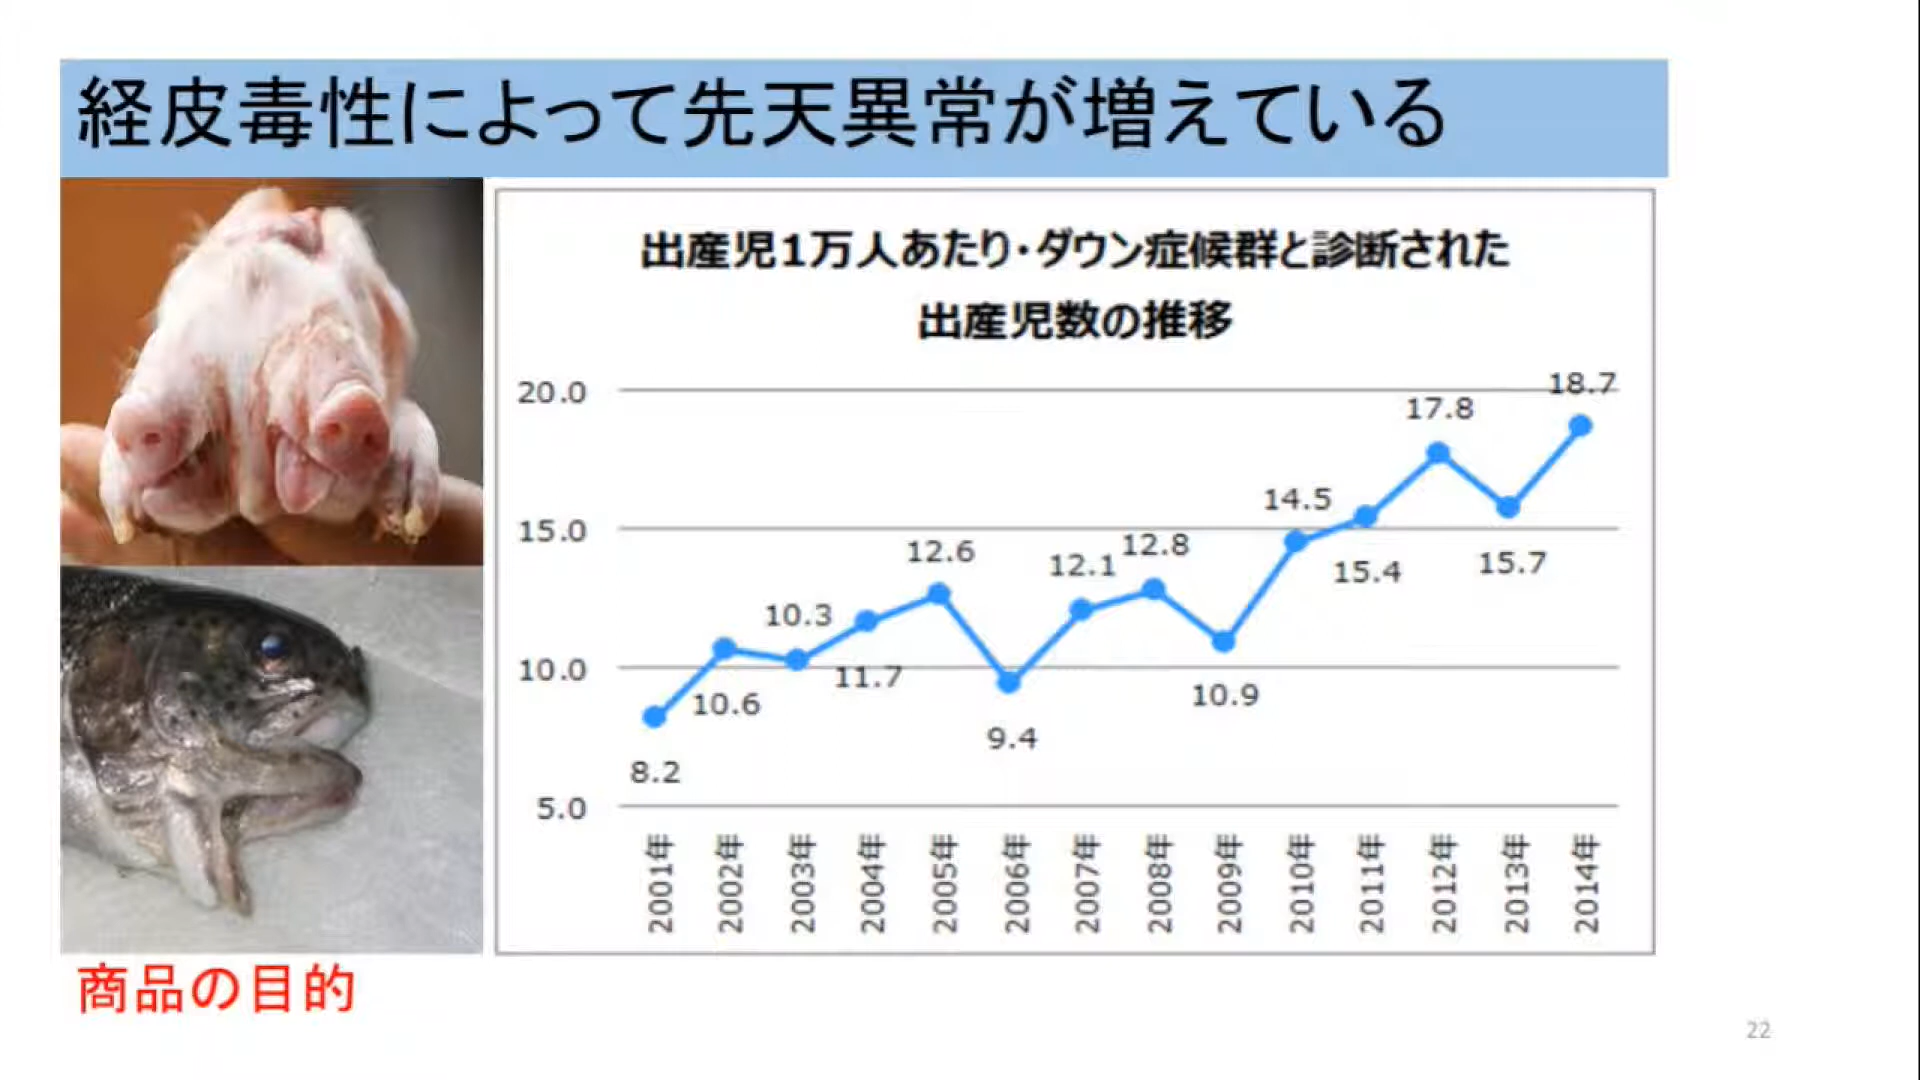 経皮毒性によって先天異常が増えている
出産児1万人あたり・ダウン症候群と診断された
出産児数の推移
20.0
15.0
10.0
5.0
8.2
10.6
10.3
11.7
12.6
9.4
12.1
12.8
10.9
14.5
15.4
17.8
15.7
18.7
2001年
2002年
2003年
2004年
2005年
2006年
2007年
2008年
2009年
2010年
2011年
2012年
2013年
2014年
商品の目的
22